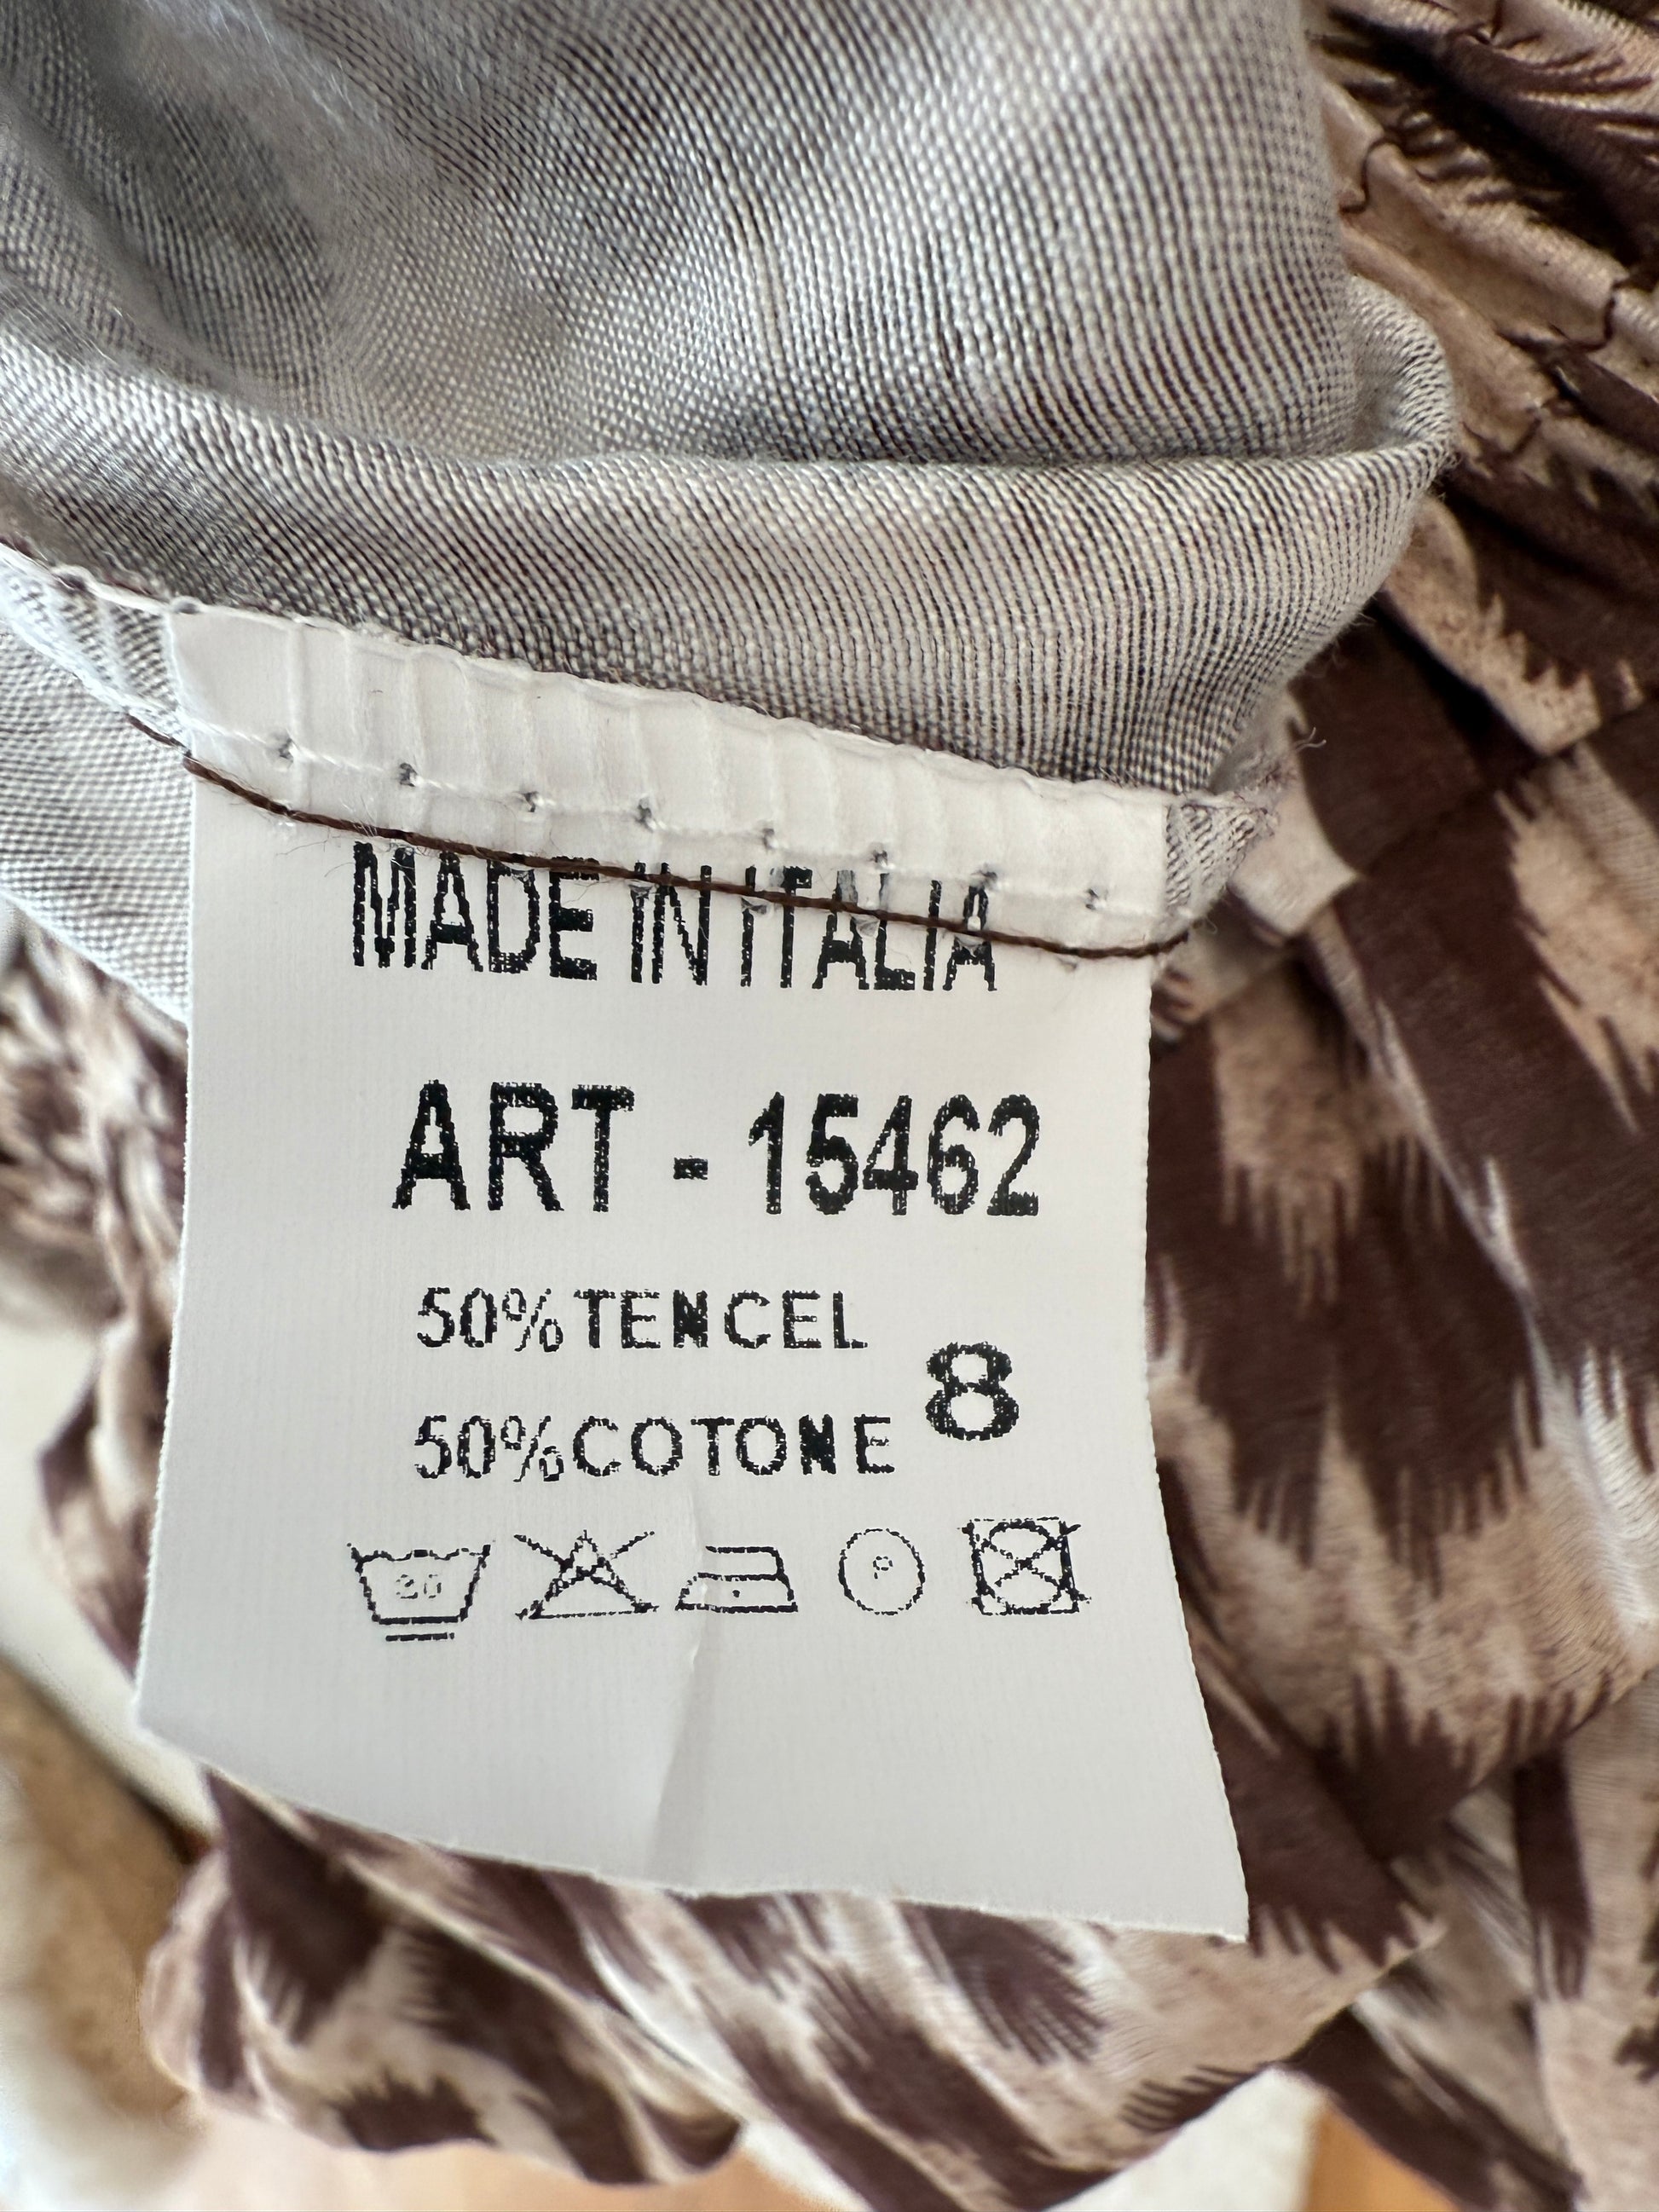 MADE IN ITALIA
ART - 15462
50% TENCEL
8
50% COTONE
P